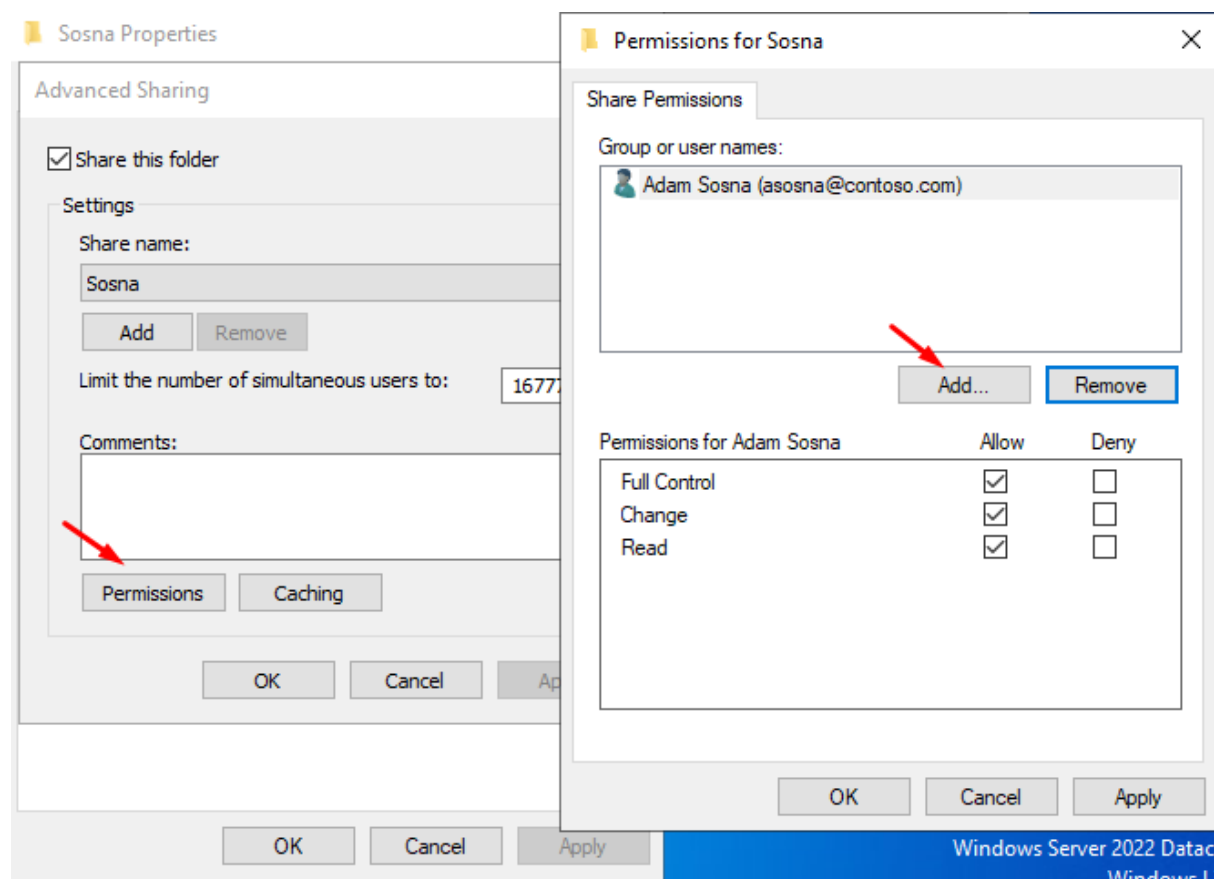 Sosna Properties
Advanced Sharing
Share this folder
Settings
Share name:
Sosna
Add Remove
Limit the number of simultaneous users to: 1677
Comments:
Permissions Caching
OK Cancel Ap
OK Cancel Apply
Permissions for Sosna
Share Permissions
Group or user names:
Adam Sosna (asosna@contoso.com)
Add... Remove
Permissions for Adam Sosna Allow Deny
Full Control
Change
Read
OK Cancel Apply
Windows Server 2022 Datac